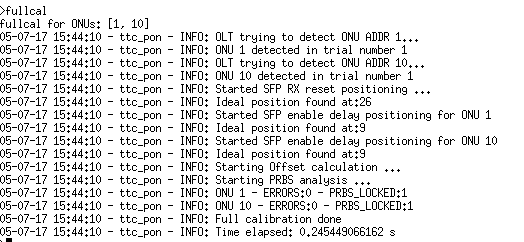 >fullcal
fullcal for ONUs: [1, 10]
05-07-17 15:44:10 - ttc_pon - INFO: OLT trying to detect ONU ADDR 1...
05-07-17 15:44:10 - ttc_pon - INFO: ONU 1 detected in trial number 1
05-07-17 15:44:10 - ttc_pon - INFO: OLT trying to detect ONU ADDR 10...
05-07-17 15:44:10 - ttc_pon - INFO: ONU 10 detected in trial number 1
05-07-17 15:44:10 - ttc_pon - INFO: Started SFP RX reset positioning ...
05-07-17 15:44:10 - ttc_pon - INFO: Ideal position found at:26
05-07-17 15:44:10 - ttc_pon - INFO: Started SFP enable delay positioning for ONU 1
05-07-17 15:44:10 - ttc_pon - INFO: Ideal position found at:9
05-07-17 15:44:10 - ttc_pon - INFO: Started SFP enable delay positioning for ONU 10
05-07-17 15:44:10 - ttc_pon - INFO: Ideal position found at:9
05-07-17 15:44:10 - ttc_pon - INFO: Starting Offset calculation ...
05-07-17 15:44:10 - ttc_pon - INFO: Starting PRBS analysis ...
05-07-17 15:44:10 - ttc_pon - INFO: ONU 1 - ERRORS:0 - PRBS_LOCKED:1
05-07-17 15:44:10 - ttc_pon - INFO: ONU 10 - ERRORS:0 - PRBS_LOCKED:1
05-07-17 15:44:10 - ttc_pon - INFO: Full calibration done
05-07-17 15:44:10 - ttc_pon - INFO: Time elapsed: 0.245449066162 s
>